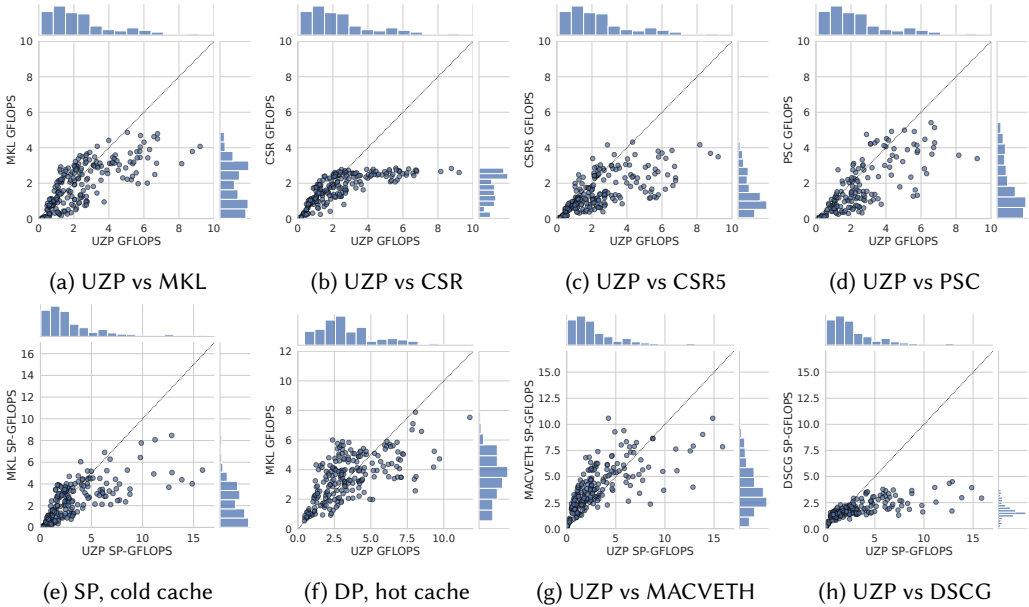 10
8
6
4
2
0
MKL GFLOPS
0 2 4 6 8 10
UZP GFLOPS
(a) UZP vs MKL
10
8
6
4
2
0
CSR GFLOPS
0 2 4 6 8 10
UZP GFLOPS
(b) UZP vs CSR
10
8
6
4
2
0
CSR5 GFLOPS
0 2 4 6 8 10
UZP GFLOPS
(c) UZP vs CSR5
10
8
6
4
2
0
PSC GFLOPS
0 2 4 6 8 10
UZP GFLOPS
(d) UZP vs PSC
16
14
12
10
8
6
4
2
0
MKL SP-GFLOPS
0 5 10 15
UZP SP-GFLOPS
(e) SP, cold cache
12
10
8
6
4
2
0
MKL GFLOPS
0.0 2.5 5.0 7.5 10.0
UZP GFLOPS
(f) DP, hot cache
15.0
12.5
10.0
7.5
5.0
2.5
0.0
MACVETH SP-GFLOPS
0 5 10 15
UZP SP-GFLOPS
(g) UZP vs MACVETH
15.0
12.5
10.0
7.5
5.0
2.5
0.0
DSCG SP-GFLOPS
0 5 10 15
UZP SP-GFLOPS
(h) UZP vs DSCG